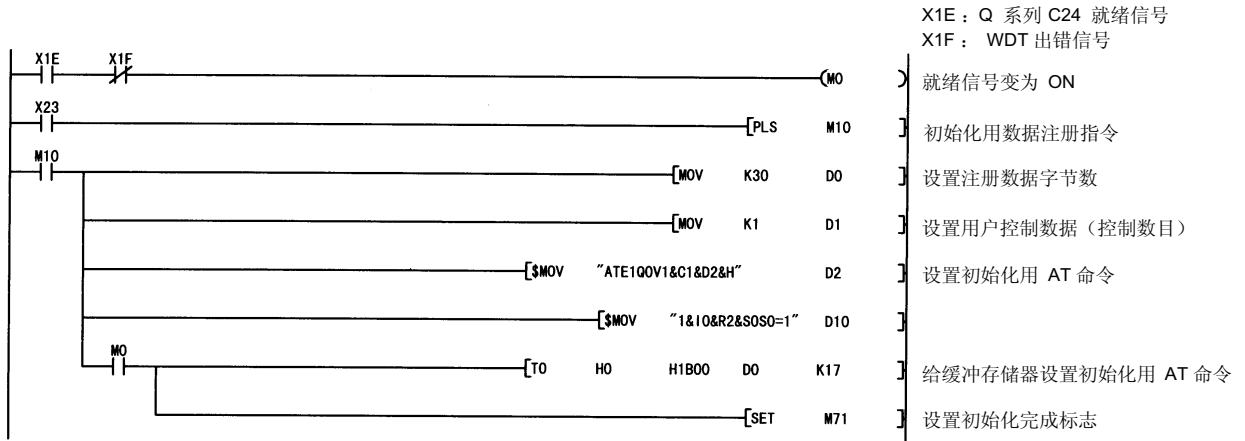 X1E： Q 系列 C24 就绪信号
X1F： WDT 出错信号
X1E X1F
(M0 ) 就绪信号变为 ON
X23
[PLS M10 ] 初始化用数据注册指令
M10
[MOV K30 D0 ] 设置注册数据字节数
[MOV K1 D1 ] 设置用户控制数据（控制数目）
[$MOV "ATE1Q0V1&C1&D2&H" D2 ] 设置初始化用 AT 命令
[$MOV "1&I0&R2&S0S0=1" D10 ]
M0
[TO H0 H1B00 D0 K17 ] 给缓冲存储器设置初始化用 AT 命令
[SET M71 ] 设置初始化完成标志